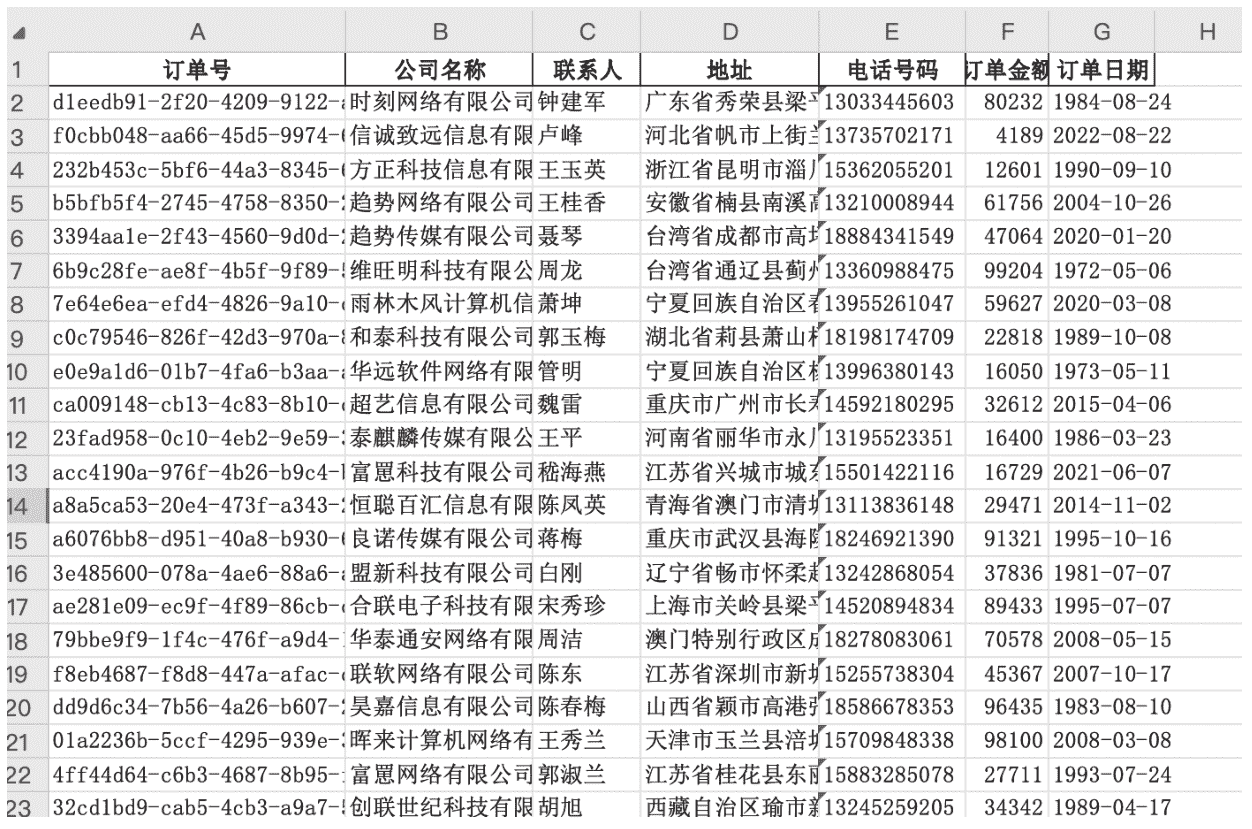 A B C D E F G H
1 订单号 公司名称 联系人 地址 电话号码 订单金额 订单日期
2 d1eedb91-2f20-4209-9122- 时刻网络有限公司 钟建军 广东省秀荣县梁平 13033445603 80232 1984-08-24
3 f0cbb048-aa66-45d5-9974- 信诚致远信息有限 卢峰 河北省帆市上街兰 13735702171 4189 2022-08-22
4 232b453c-5bf6-44a3-8345- 方正科技信息有限 王玉英 浙江省昆明市淄 15362055201 12601 1990-09-10
5 b5bfb5f4-2745-4758-8350- 趋势网络有限公司 王桂香 安徽省楠县南溪 13210008944 61756 2004-10-26
6 3394aa1e-2f43-4560-9d0d- 趋势传媒有限公司 聂琴 台湾省成都市高 18884341549 47064 2020-01-20
7 6b9c28fe-ae8f-4b5f-9f89- 维旺明科技有限公 周龙 台湾省通辽县蓟 13360988475 99204 1972-05-06
8 7e64e6ea-efd4-4826-9a10- 雨林木风计算机信 萧坤 宁夏回族自治区 13955261047 59627 2020-03-08
9 c0c79546-826f-42d3-970a- 和泰科技有限公司 郭玉梅 湖北省莉县萧山 18198174709 22818 1989-10-08
10 e0e9a1d6-01b7-4fa6-b3aa- 华远软件网络有限 管明 宁夏回族自治区 13996380143 16050 1973-05-11
11 ca009148-cb13-4c83-8b10- 超艺信息有限公司 魏雷 重庆市广州市长 14592180295 32612 2015-04-06
12 23fad958-0c10-4eb2-9e59- 泰麒麟传媒有限公 王平 河南省丽华市永 13195523351 16400 1986-03-23
13 acc4190a-976f-4b26-b9c4- 富罳科技有限公司 嵇海燕 江苏省兴城市城 15501422116 16729 2021-06-07
14 a8a5ca53-20e4-473f-a343- 恒聪百汇信息有限 陈凤英 青海省澳门市清 13113836148 29471 2014-11-02
15 a6076bb8-d951-40a8-b930- 良诺传媒有限公司 蒋梅 重庆市武汉县海 18246921390 91321 1995-10-16
16 3e485600-078a-4ae6-88a6- 盟新科技有限公司 白刚 辽宁省畅市怀柔 13242868054 37836 1981-07-07
17 ae281e09-ec9f-4f89-86cb- 合联电子科技有限 宋秀珍 上海市关岭县梁 14520894834 89433 1995-07-07
18 79bbe9f9-1f4c-476f-a9d4- 华泰通安网络有限 周洁 澳门特别行政区 18278083061 70578 2008-05-15
19 f8eb4687-f8d8-447a-afac- 联软网络有限公司 陈东 江苏省深圳市新 15255738304 45367 2007-10-17
20 dd9d6c34-7b56-4a26-b607- 昊嘉信息有限公司 陈春梅 山西省颖市高港 18586678353 96435 1983-08-10
21 01a2236b-5ccf-4295-939e- 晖来计算机网络有 王秀兰 天津市玉兰县涪 15709848338 98100 2008-03-08
22 4ff44d64-c6b3-4687-8b95- 富罳网络有限公司 郭淑兰 江苏省桂花县东 15883285078 27711 1993-07-24
23 32cd1bd9-cab5-4cb3-a9a7- 创联世纪科技有限 胡旭 西藏自治区瑜市 13245259205 34342 1989-04-17